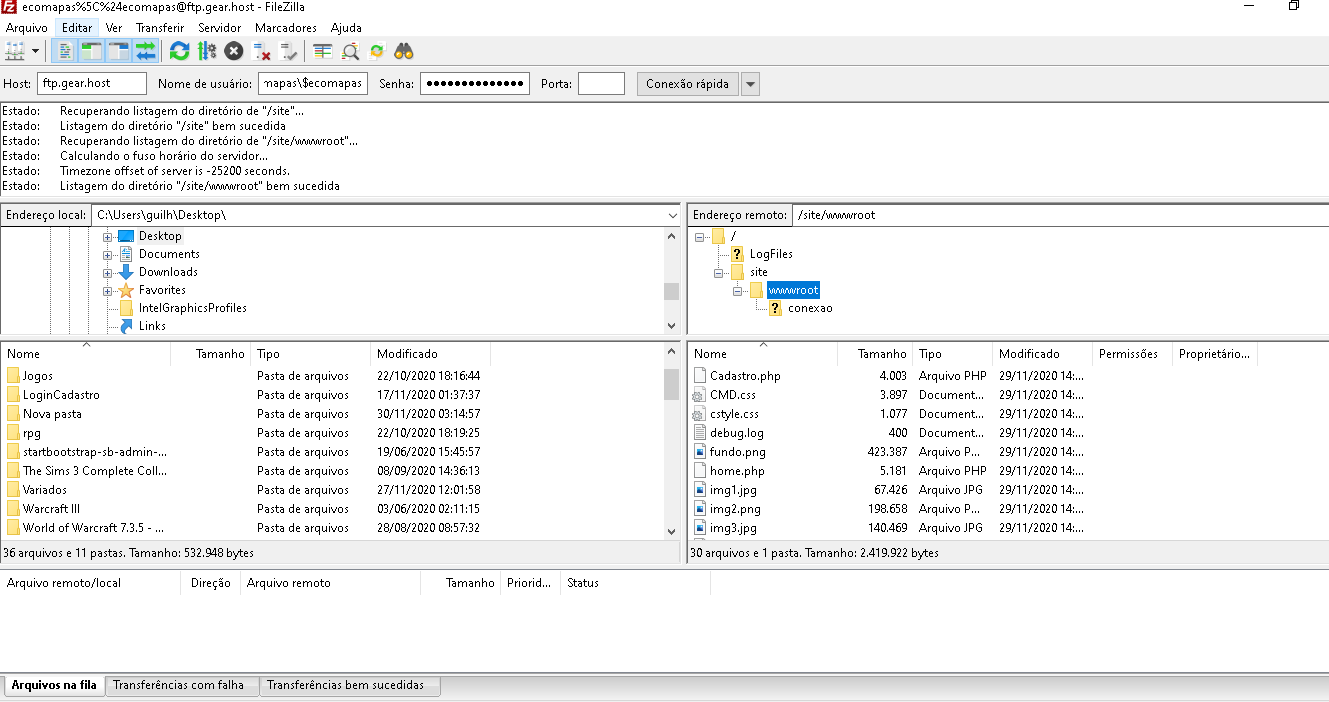 ecomapas%5C%24ecomapas@ftp.gear.host - FileZilla
Arquivo Editar Ver Transferir Servidor Marcadores Ajuda
Host: ftp.gear.host Nome de usuário: mapas\$ecomapas Senha: ●●●●●●●●●●●●●● Porta: Conexão rápida
Estado: Recuperando listagem do diretório de "/site"...
Estado: Listagem do diretório "/site" bem sucedida
Estado: Recuperando listagem do diretório de "/site/wwwroot"...
Estado: Calculando o fuso horário do servidor...
Estado: Timezone offset of server is -25200 seconds.
Estado: Listagem do diretório "/site/wwwroot" bem sucedida
Endereço local: C:\Users\guilh\Desktop\
Desktop
Documents
Downloads
Favorites
IntelGraphicsProfiles
Links
Endereço remoto: /site/wwwroot
/
LogFiles
site
wwwroot
conexao
Nome Tamanho Tipo Modificado
Jogos Pasta de arquivos 22/10/2020 18:16:44
LoginCadastro Pasta de arquivos 17/11/2020 01:37:37
Nova pasta Pasta de arquivos 30/11/2020 03:14:57
rpg Pasta de arquivos 22/10/2020 18:19:25
startbootstrap-sb-admin-... Pasta de arquivos 19/06/2020 15:45:57
The Sims 3 Complete Coll... Pasta de arquivos 08/09/2020 14:36:13
Variados Pasta de arquivos 27/11/2020 12:01:58
Warcraft III Pasta de arquivos 03/06/2020 02:11:15
World of Warcraft 7.3.5 - ... Pasta de arquivos 28/08/2020 08:57:32
36 arquivos e 11 pastas. Tamanho: 532.948 bytes
Nome Tamanho Tipo Modificado Permissões Proprietário...
Cadastro.php 4.003 Arquivo PHP 29/11/2020 14:...
CMD.css 3.897 Document... 29/11/2020 14:...
cstyle.css 1.077 Document... 29/11/2020 14:...
debug.log 400 Document... 29/11/2020 14:...
fundo.png 423.387 Arquivo P... 29/11/2020 14:...
home.php 5.181 Arquivo PHP 29/11/2020 14:...
img1.jpg 67.426 Arquivo JPG 29/11/2020 14:...
img2.png 198.658 Arquivo P... 29/11/2020 14:...
img3.jpg 140.469 Arquivo JPG 29/11/2020 14:...
30 arquivos e 1 pasta. Tamanho: 2.419.922 bytes
Arquivo remoto/local Direção Arquivo remoto Tamanho Priorid... Status
Arquivos na fila Transferências com falha Transferências bem sucedidas